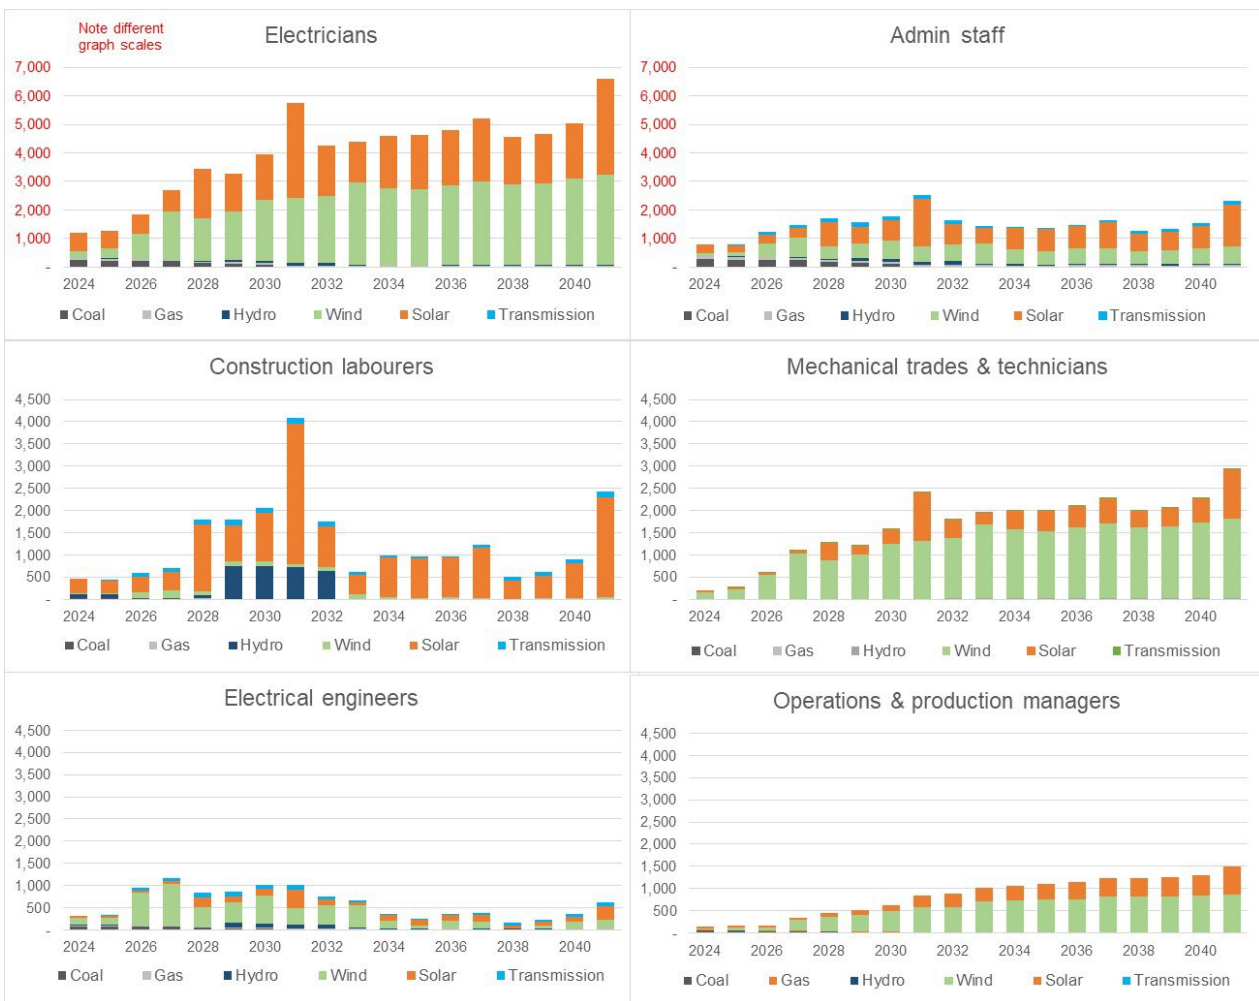 Note different
graph scales
Electricians
7,000
6,000
5,000
4,000
3,000
2,000
1,000
-
2024 2026 2028 2030 2032 2034 2036 2038 2040
Coal Gas Hydro Wind Solar Transmission
Admin staff
7,000
6,000
5,000
4,000
3,000
2,000
1,000
-
2024 2026 2028 2030 2032 2034 2036 2038 2040
Coal Gas Hydro Wind Solar Transmission
Construction labourers
4,500
4,000
3,500
3,000
2,500
2,000
1,500
1,000
500
-
2024 2026 2028 2030 2032 2034 2036 2038 2040
Coal Gas Hydro Wind Solar Transmission
Mechanical trades & technicians
4,500
4,000
3,500
3,000
2,500
2,000
1,500
1,000
500
-
2024 2026 2028 2030 2032 2034 2036 2038 2040
Coal Gas Hydro Wind Solar Transmission
Electrical engineers
4,500
4,000
3,500
3,000
2,500
2,000
1,500
1,000
500
-
2024 2026 2028 2030 2032 2034 2036 2038 2040
Coal Gas Hydro Wind Solar Transmission
Operations & production managers
4,500
4,000
3,500
3,000
2,500
2,000
1,500
1,000
500
-
2024 2026 2028 2030 2032 2034 2036 2038 2040
Coal Gas Hydro Wind Solar Transmission